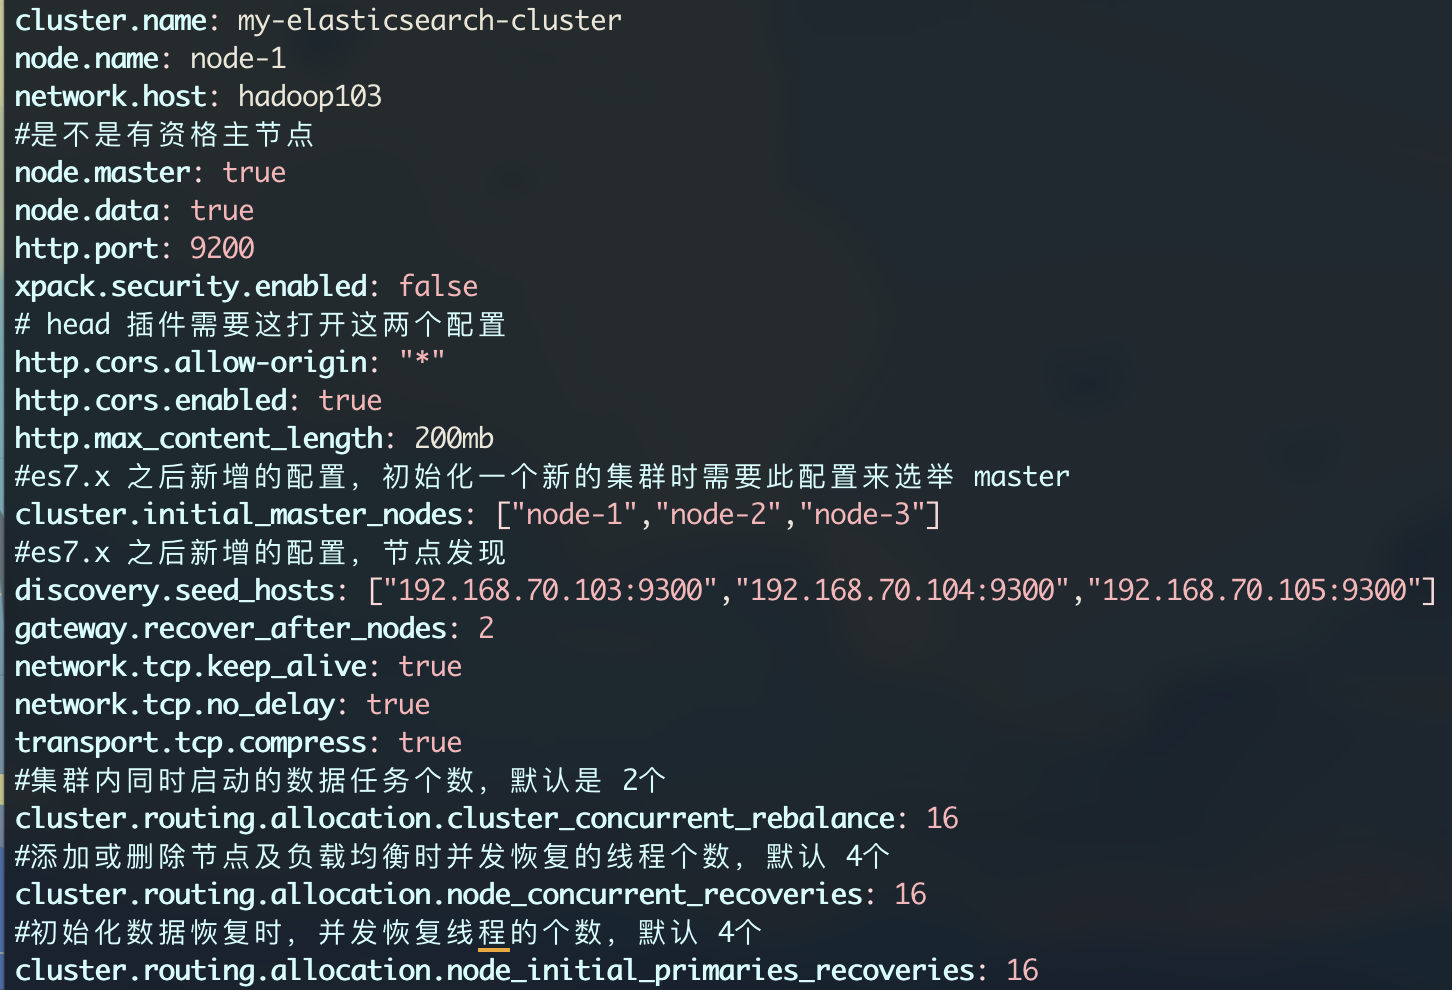 cluster.name: my-elasticsearch-cluster
node.name: node-1
network.host: hadoop103
#是不是有资格主节点
node.master: true
node.data: true
http.port: 9200
xpack.security.enabled: false
# head 插件需要这打开这两个配置
http.cors.allow-origin: "*"
http.cors.enabled: true
http.max_content_length: 200mb
#es7.x 之后新增的配置，初始化一个新的集群时需要此配置来选举 master
cluster.initial_master_nodes: ["node-1","node-2","node-3"]
#es7.x 之后新增的配置，节点发现
discovery.seed_hosts: ["192.168.70.103:9300","192.168.70.104:9300","192.168.70.105:9300"]
gateway.recover_after_nodes: 2
network.tcp.keep_alive: true
network.tcp.no_delay: true
transport.tcp.compress: true
#集群内同时启动的数据任务个数，默认是 2个
cluster.routing.allocation.cluster_concurrent_rebalance: 16
#添加或删除节点及负载均衡时并发恢复的线程个数，默认 4个
cluster.routing.allocation.node_concurrent_recoveries: 16
#初始化数据恢复时，并发恢复线程的个数，默认 4个
cluster.routing.allocation.node_initial_primaries_recoveries: 16